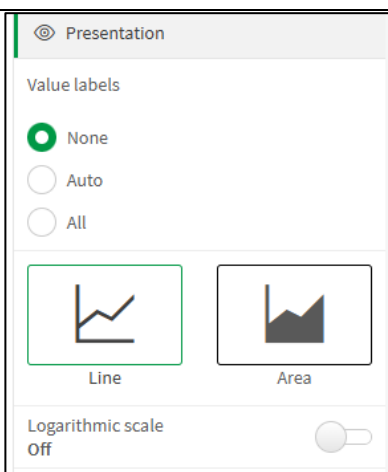 Presentation
Value labels
None
Auto
All
Line Area
Logarithmic scale
Off